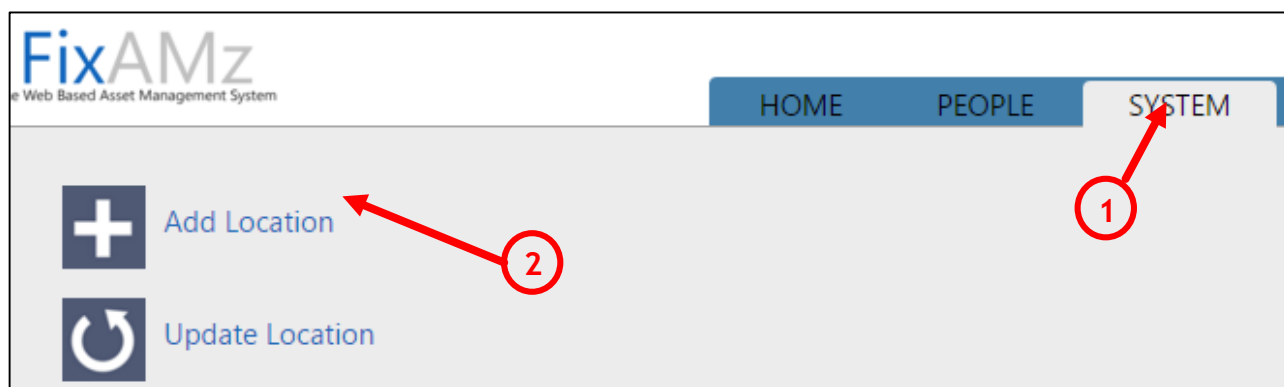 FixAMz
e Web Based Asset Management System
HOME PEOPLE SYSTEM
1
Add Location
2
Update Location